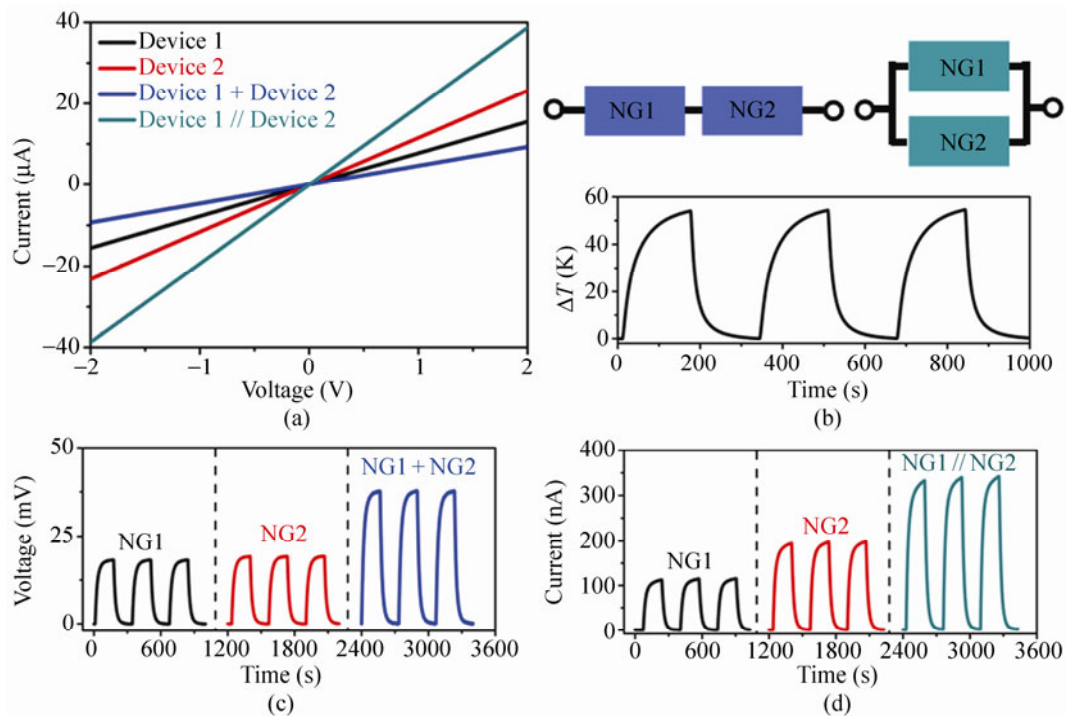 40
20
0
−20
−40
Current (μA)
Device 1
Device 2
Device 1 + Device 2
Device 1 // Device 2
−2
−1
0
1
2
Voltage (V)
(a)
NG1
NG2
NG1
NG2
60
40
20
0
ΔT (K)
0
200
400
600
800
1000
Time (s)
(b)
50
25
0
Voltage (mV)
NG1
NG2
NG1 + NG2
0
600
1200
1800
2400
3000
3600
Time (s)
(c)
400
300
200
100
0
Current (nA)
NG1
NG2
NG1 // NG2
0
600
1200
1800
2400
3000
3600
Time (s)
(d)